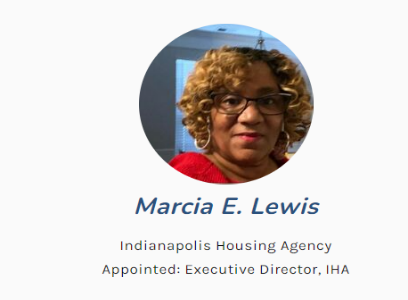 Marcia E. Lewis
Indianapolis Housing Agency
Appointed: Executive Director, IHA